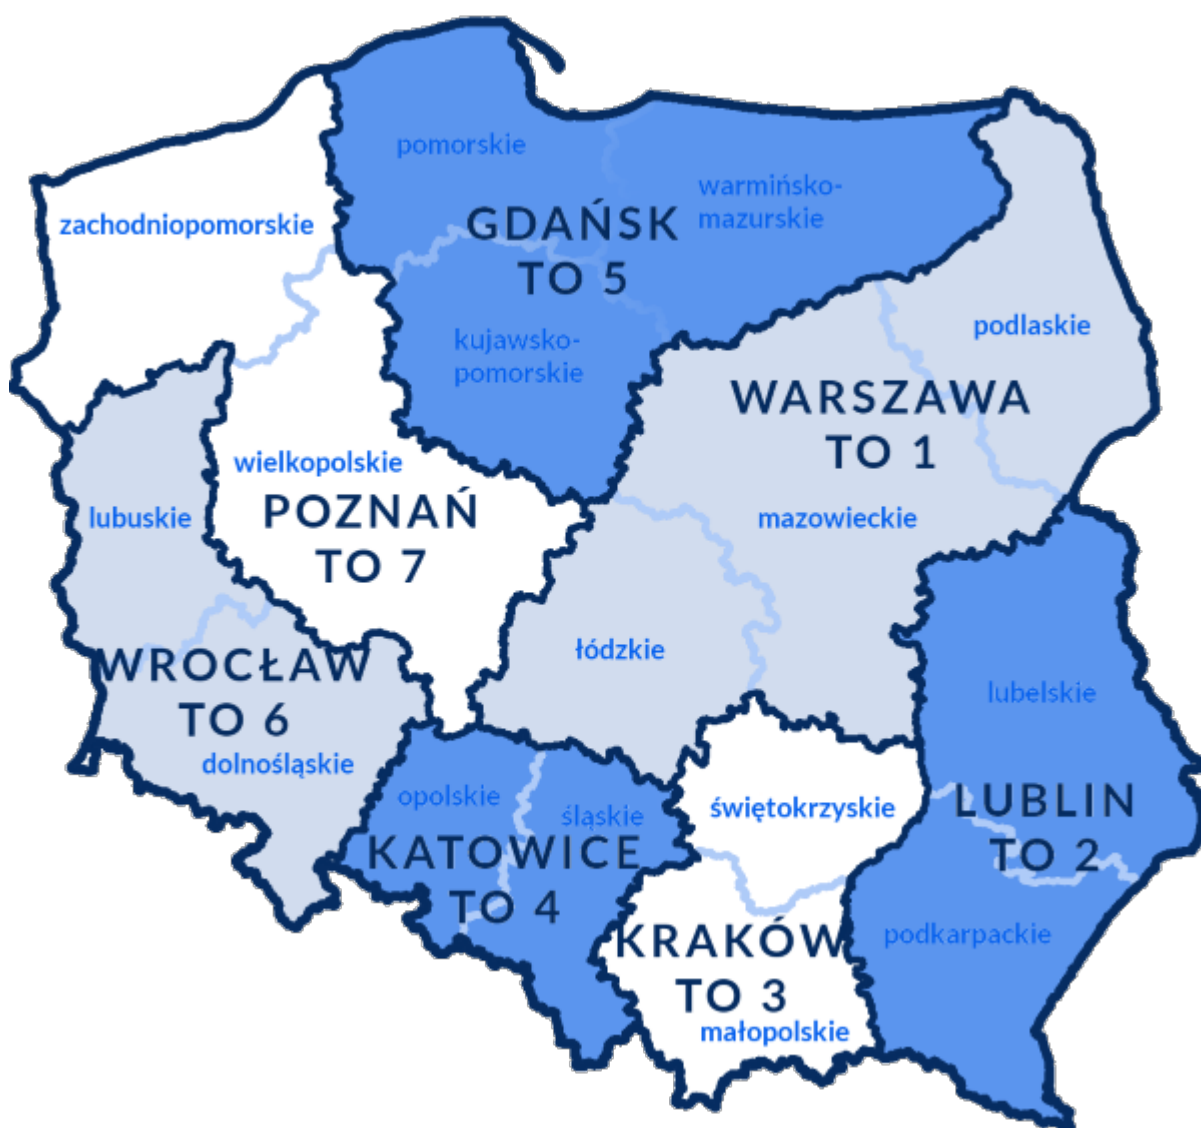 pomorskie
warmińsko-
mazurskie
GDAŃSK
TO 5
zachodniopomorskie
kujawsko-
pomorskie
podlaskie
WARSZAWA
TO 1
mazowieckie
wielkopolskie
POZNAŃ
TO 7
lubuskie
łódzkie
WROCŁAW
TO 6
dolnośląskie
lubelskie
LUBLIN
TO 2
podkarpackie
opolskie
śląskie
KATOWICE
TO 4
świętokrzyskie
KRAKÓW
TO 3
małopolskie